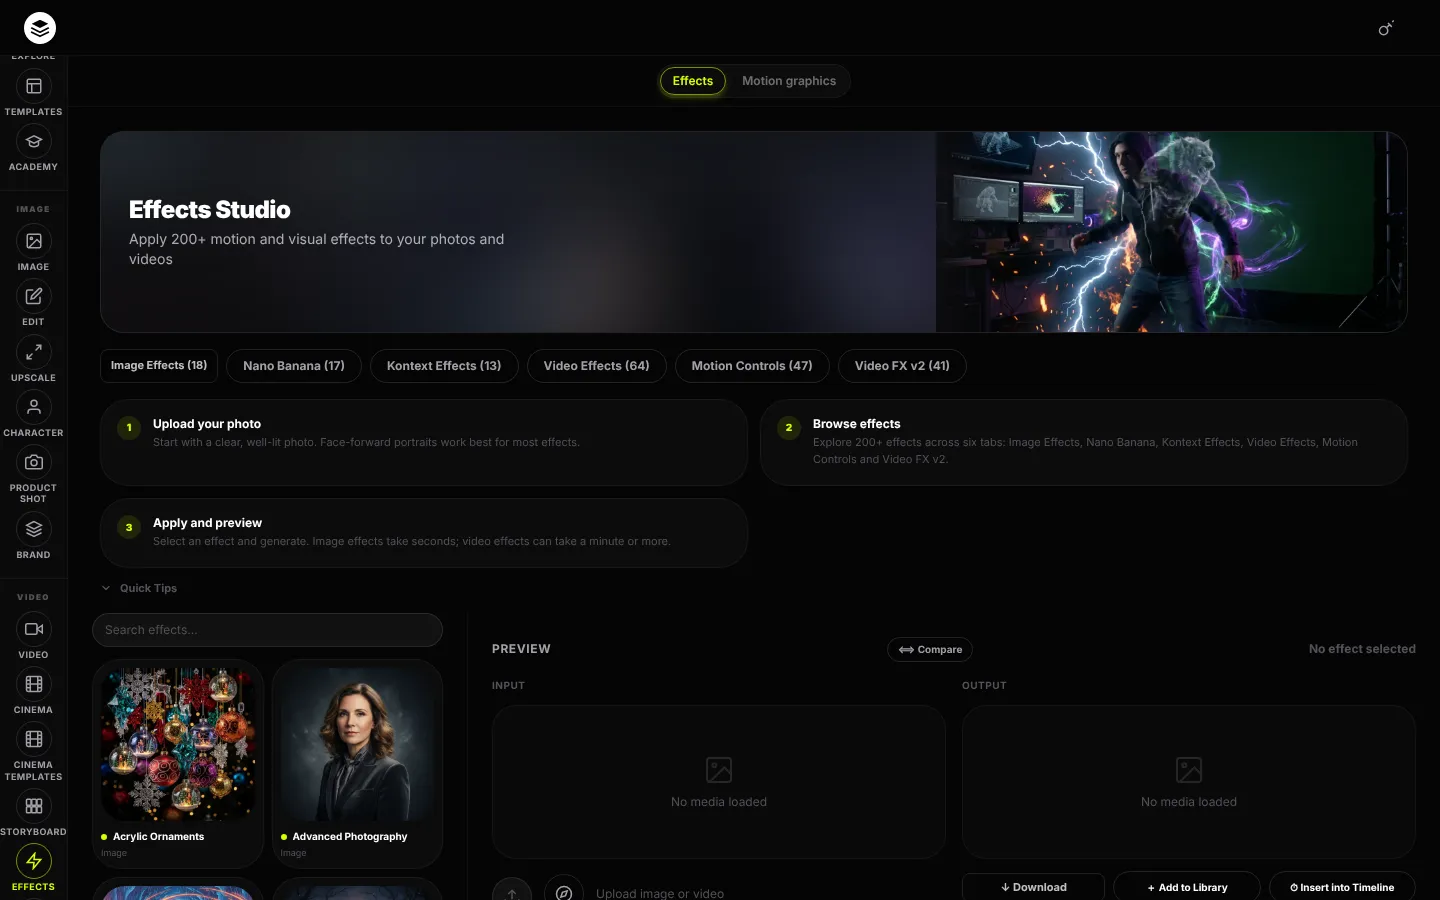 EXPLORE
TEMPLATES
ACADEMY
IMAGE
IMAGE
EDIT
UPSCALE
CHARACTER
PRODUCT
SHOT
BRAND
VIDEO
VIDEO
CINEMA
CINEMA
TEMPLATES
STORYBOARD
EFFECTS
Effects
Motion graphics
Effects Studio
Apply 200+ motion and visual effects to your photos and
videos
Image Effects (18)
Nano Banana (17)
Kontext Effects (13)
Video Effects (64)
Motion Controls (47)
Video FX v2 (41)
1
Upload your photo
Start with a clear, well-lit photo. Face-forward portraits work best for most effects.
2
Browse effects
Explore 200+ effects across six tabs: Image Effects, Nano Banana, Kontext Effects, Video Effects, Motion
Controls and Video FX v2.
3
Apply and preview
Select an effect and generate. Image effects take seconds; video effects can take a minute or more.
Quick Tips
Search effects...
Acrylic Ornaments
Image
Advanced Photography
Image
PREVIEW
Compare
No effect selected
INPUT
OUTPUT
No media loaded
No media loaded
Upload image or video
Download
+ Add to Library
Insert into Timeline